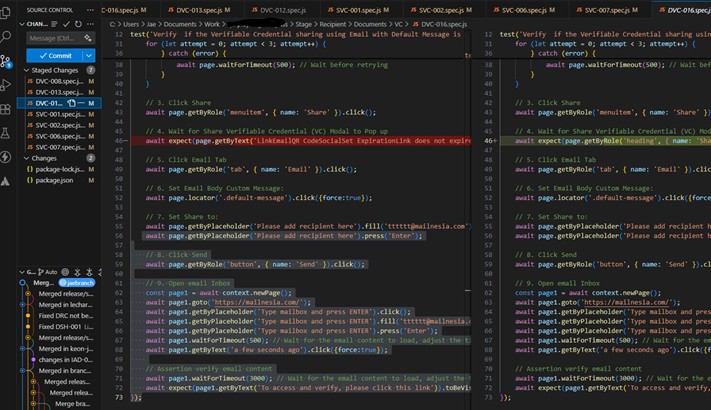 SOURCE CONTROL
C-016.spec.js M
DVC-013.spec.js M
DVC-012.spec.js
SVC-001.spec.js M
SVC-002.spec.js M
SVC-006.spec.js M
SVC-007.spec.js M
DVC-016.spec.js
CHAN...
C: > Users > Jae > Documents > Work > Stage > Recipient > Documents > VC > DVC-016.spec.js
Message (Ctrl+E
Commit
Staged Changes 7
DVC-008.spec.j... M
DVC-013.spec.j... M
DVC-01... M
SVC-001.spec.js... M
SVC-002.spec.js... M
SVC-006.spec.js... M
SVC-007.spec.js... M
Changes 2
package-lock.js... M
package.json M
G... Auto
Merg... jaebranch
Merged release/s
Merged in lechar
Fixed DRC not be
Fixed DSH-001 Li
Merged release/s
Merged in keon-j
changes in IAD-0
Merged in branc
Merged release
Merged release
Merge bra
12 test('Verify if the Verifiable Credential sharing using Email with Default Message is
31 for (let attempt = 0; attempt < 3; attempt++) {
37 } catch (error) {
38 await page.waitForTimeout(500); // Wait before retrying
39 }
40 }
41
42 // 3. Click Share
43 await page.getByRole('menuitem', { name: 'Share' }).click();
44
45 // 4. Wait for Share Verifiable Credential (VC) Modal to Pop up
46 await expect(page.getByText('LinkEmailQR CodeSocialSet ExpirationLink does not expire
47
48 // 5. Click Email Tab
49 await page.getByRole('tab', { name: 'Email' }).click();
50
51 // 6. Set Email Body Custom Message:
52 await page.locator('.default-message').click({force:true});
53
54 // 7. Set Share to:
55 await page.getByPlaceholder('Please add recipient here').fill('tttttt@mailnesia.com'
56 await page.getByPlaceholder('Please add recipient here').press('Enter');
57
58 // 8. Click Send
59 await page.getByRole('button', { name: 'Send' }).click();
60
61 // 9. Open email Inbox
62 const page1 = await context.newPage();
63 await page1.goto('https://mailnesia.com/');
64 await page1.getByPlaceholder('Type mailbox and press ENTER').click();
65 await page1.getByPlaceholder('Type mailbox and press ENTER').fill('tttttt@mailnesi
66 await page1.getByPlaceholder('Type mailbox and press ENTER').press('Enter');
67 await page1.waitForTimeout(500); // Wait for the email content to load, adjust the ti
68 await page1.getByText('a few seconds ago').click({force:true});
69
70 // Assertion verify email content
71 await page1.waitForTimeout(3000); // Wait for the email content to load, adjust the
72 await expect(page1.getByText('To access and verify, please click this link')).toBeVis
73 });
12 test('Verify if the Verifiable Credential sharing using
31 for (let attempt = 0; attempt < 3; attempt++) {
37 } catch (error) {
38 await page.waitForTimeout(500); // Wait bef
39 }
40 }
41
42 // 3. Click Share
43 await page.getByRole('menuitem', { name: 'Share' })
44
45 // 4. Wait for Share Verifiable Credential (VC) Mod
46+ await expect(page.getByRole('heading', { name: 'Sha
47
48 // 5. Click Email Tab
49 await page.getByRole('tab', { name: 'Email' }).clic
50
51 // 6. Set Email Body Custom Message:
52 await page.locator('.default-message').click({force
53
54 // 7. Set Share to:
55 await page.getByPlaceholder('Please add recipient h
56 await page.getByPlaceholder('Please add recipient h
57
58 // 8. Click Send
59 await page.getByRole('button', { name: 'Send' }).cl
60
61 // 9. Open email Inbox
62 const page1 = await context.newPage();
63 await page1.goto('https://mailnesia.com/');
64 await page1.getByPlaceholder('Type mailbox and pres
65 await page1.getByPlaceholder('Type mailbox and pres
66 await page1.getByPlaceholder('Type mailbox and pres
67 await page1.waitForTimeout(500); // Wait for the em
68 await page1.getByText('a few seconds ago').click({f
69
70 // Assertion verify email content
71 await page1.waitForTimeout(3000); // Wait for the e
72 await expect(page1.getByText('To access and verify,
73 });